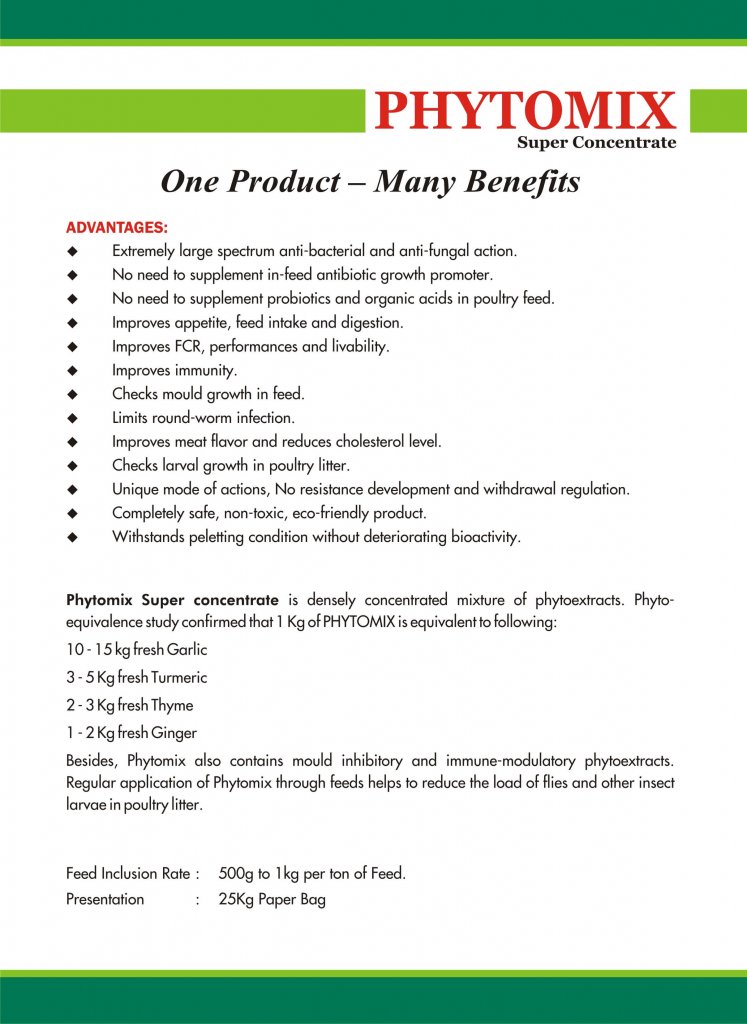 PHYTOMIX
Super Concentrate
One Product – Many Benefits
ADVANTAGES:
◆ Extremely large spectrum anti-bacterial and anti-fungal action.
◆ No need to supplement in-feed antibiotic growth promoter.
◆ No need to supplement probiotics and organic acids in poultry feed.
◆ Improves appetite, feed intake and digestion.
◆ Improves FCR, performances and livability.
◆ Improves immunity.
◆ Checks mould growth in feed.
◆ Limits round-worm infection.
◆ Improves meat flavor and reduces cholesterol level.
◆ Checks larval growth in poultry litter.
◆ Unique mode of actions, No resistance development and withdrawal regulation.
◆ Completely safe, non-toxic, eco-friendly product.
◆ Withstands peletting condition without deteriorating bioactivity.
Phytomix Super concentrate is densely concentrated mixture of phytoextracts. Phyto-
equivalence study confirmed that 1 Kg of PHYTOMIX is equivalent to following:
10 - 15 kg fresh Garlic
3 - 5 Kg fresh Turmeric
2 - 3 Kg fresh Thyme
1 - 2 Kg fresh Ginger
Besides, Phytomix also contains mould inhibitory and immune-modulatory phytoextracts.
Regular application of Phytomix through feeds helps to reduce the load of flies and other insect
larvae in poultry litter.
Feed Inclusion Rate : 500g to 1kg per ton of Feed.
Presentation : 25Kg Paper Bag